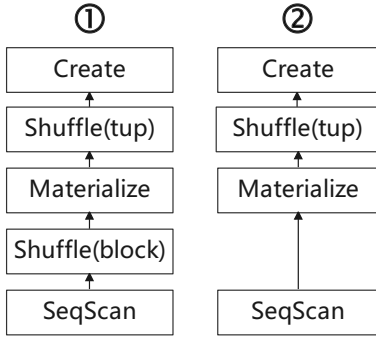 ① ②
Create Create
Shuffle(tup) Shuffle(tup)
Materialize Materialize
Shuffle(block)
SeqScan SeqScan